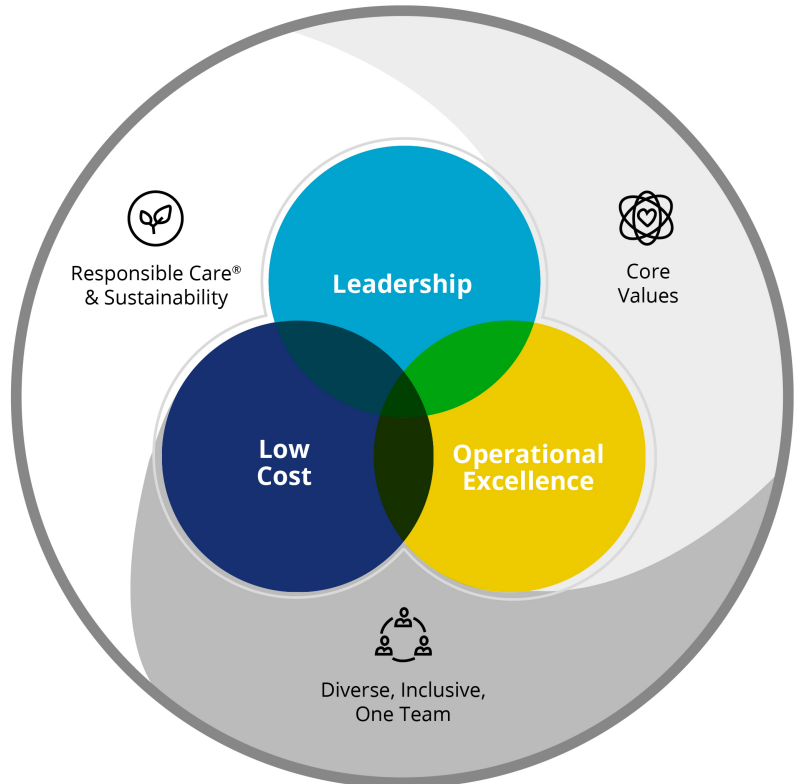 Leadership
Responsible Care®
& Sustainability
Core
Values
Low
Cost
Operational
Excellence
Diverse, Inclusive,
One Team